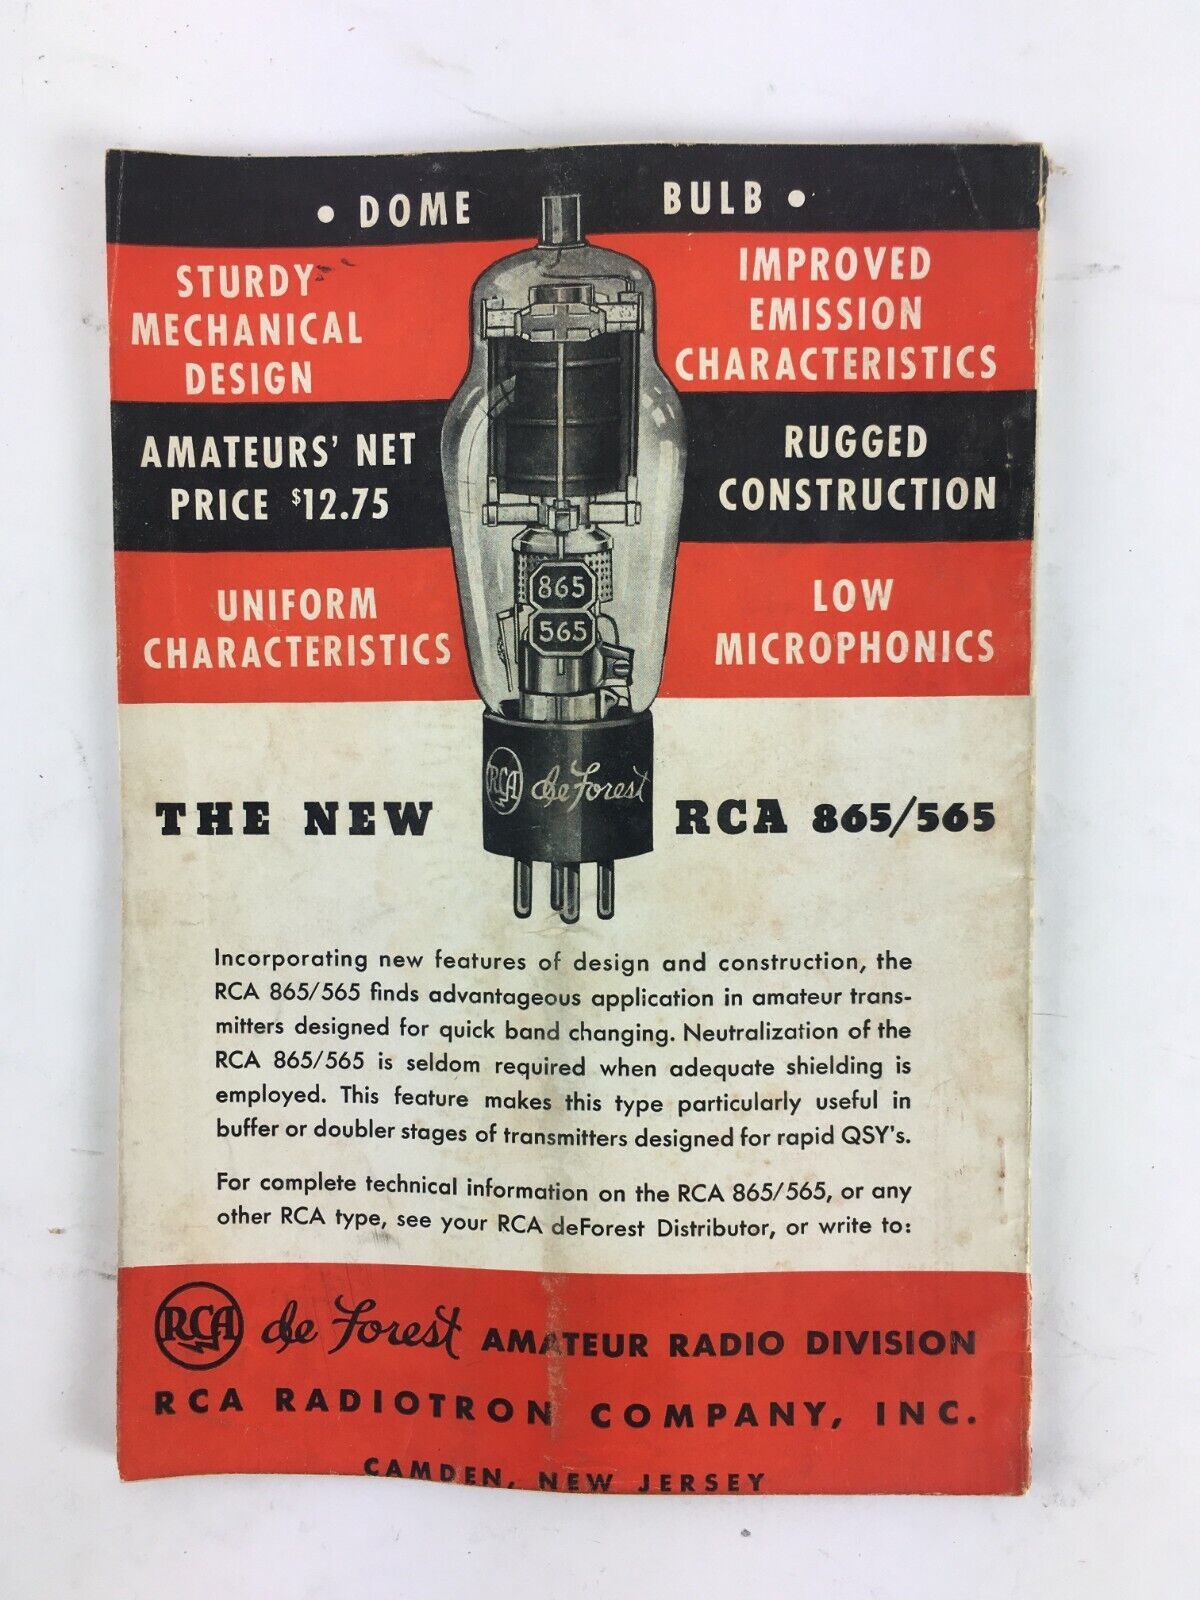 • DOME BULB •
STURDY
MECHANICAL
DESIGN
IMPROVED
EMISSION
CHARACTERISTICS
AMATEURS' NET
PRICE $12.75
RUGGED
CONSTRUCTION
UNIFORM
CHARACTERISTICS
LOW
MICROPHONICS
865
565
RCA de Forest
THE NEW RCA 865/565
Incorporating new features of design and construction, the
RCA 865/565 finds advantageous application in amateur trans-
mitters designed for quick band changing. Neutralization of the
RCA 865/565 is seldom required when adequate shielding is
employed. This feature makes this type particularly useful in
buffer or doubler stages of transmitters designed for rapid QSY's.
For complete technical information on the RCA 865/565, or any
other RCA type, see your RCA deForest Distributor, or write to:
RCA de Forest AMATEUR RADIO DIVISION
RCA RADIOTRON COMPANY, INC.
CAMDEN, NEW JERSEY